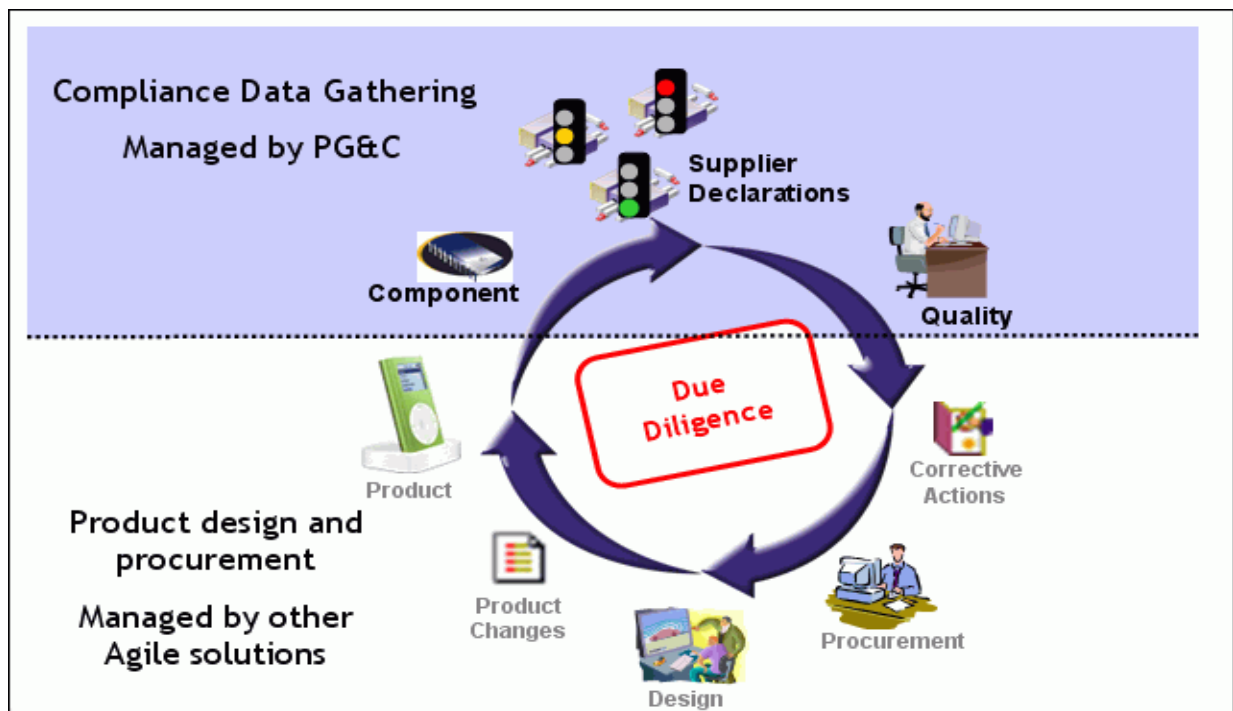 Compliance Data Gathering
Managed by PG&C
Supplier
Declarations
Component
Quality
Due
Diligence
Product
Corrective
Actions
Product design and
procurement
Managed by other
Agile solutions
Product
Changes
Procurement
Design